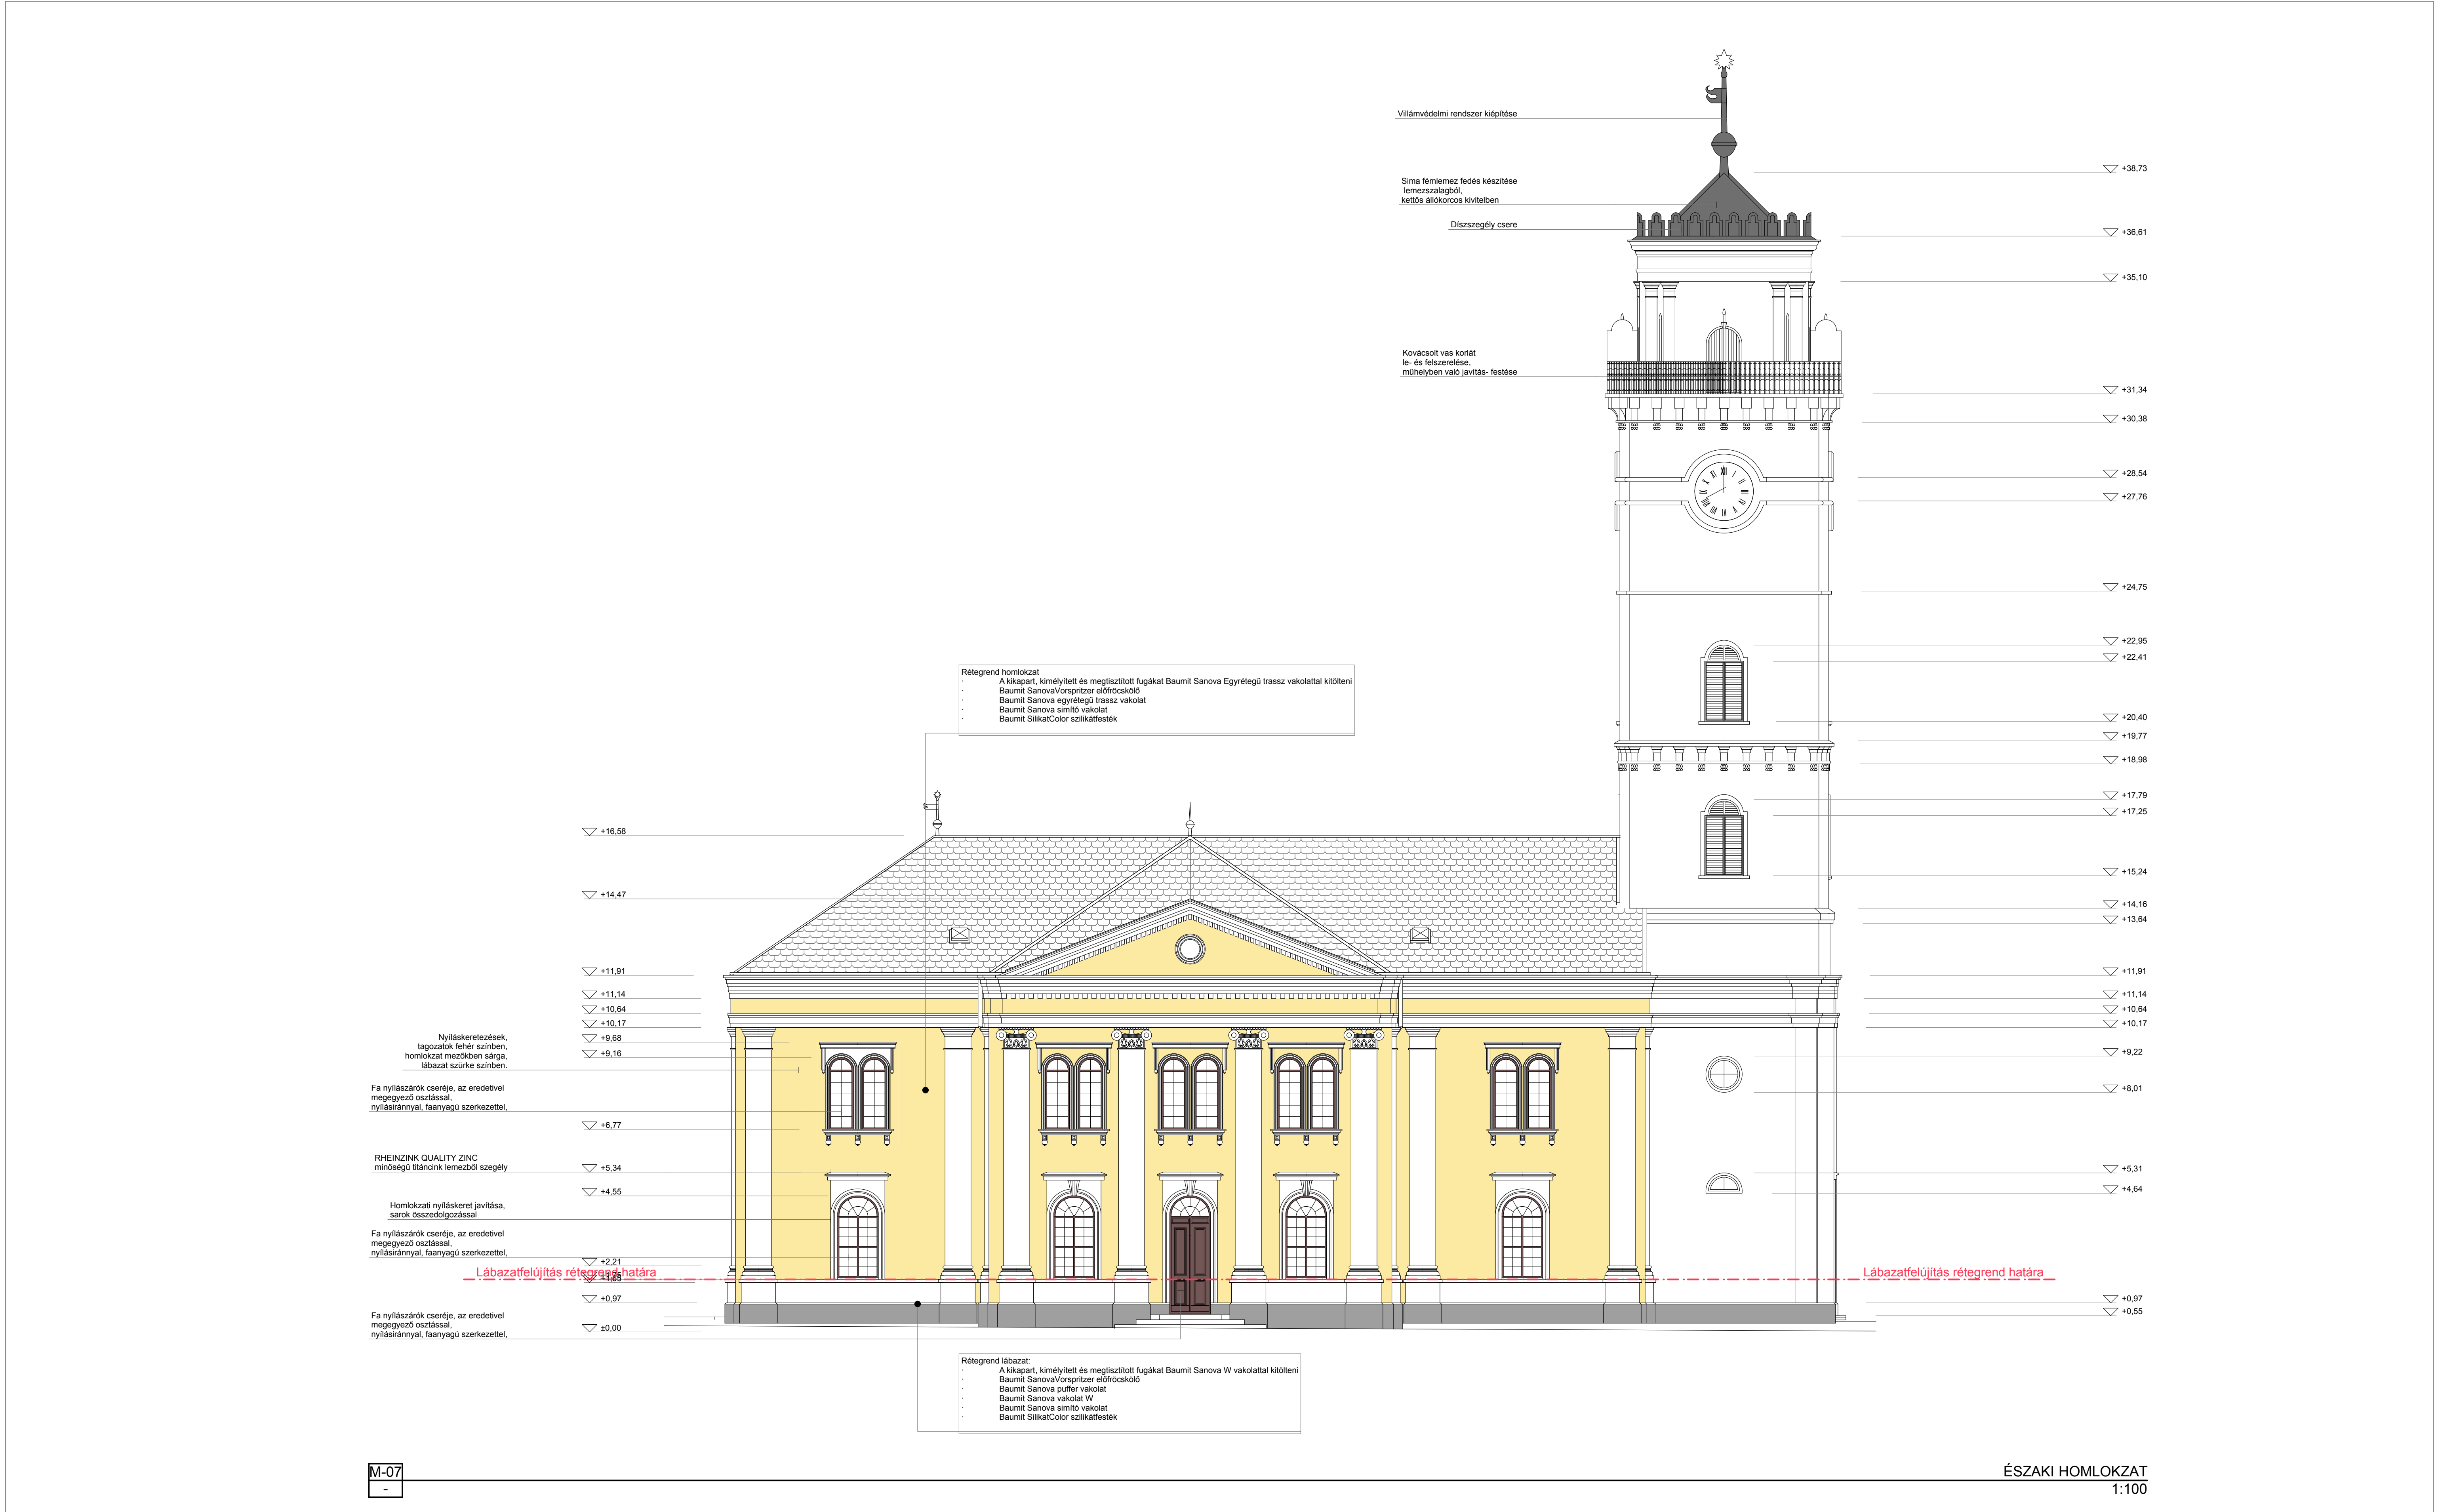 Villámvédelmi rendszer kiépítése
Sima fémlemez fedés készítése
lemezszalagból,
kettős állókorcos kivitelben
Díszszegély csere
Kovácsolt vas korlát
le- és felszerelése,
műhelyben való javítás- festése
+38,73
+36,61
+35,10
+31,34
+30,38
+28,54
+27,76
+24,75
+22,95
+22,41
+20,40
+19,77
+18,98
+17,79
+17,25
+15,24
+14,16
+13,64
+11,91
+11,14
+10,64
+10,17
+9,22
+8,01
+5,31
+4,64
Lábazatfelújítás rétegrend határa
+0,97
+0,55
Rétegrend homlokzat
· A kikapart, kimélyített és megtisztított fugákat Baumit Sanova Egyrétegű trassz vakolattal kitölteni
· Baumit SanovaVorspritzer előfröcskölő
· Baumit Sanova egyrétegű trassz vakolat
· Baumit Sanova simító vakolat
· Baumit SilikatColor szilikátfesték
+16,58
+14,47
+11,91
+11,14
+10,64
+10,17
+9,68
+9,16
+6,77
+5,34
+4,55
+2,21
+0,97
±0,00
Nyíláskeretezések,
tagozatok fehér színben,
homlokzat mezőkben sárga,
lábazat szürke színben.
Fa nyílászárók cseréje, az eredetivel
megegyező osztással,
nyílásiránnyal, faanyagú szerkezettel,
RHEINZINK QUALITY ZINC
minőségű titáncink lemezből szegély
Homlokzati nyíláskeret javítása,
sarok összedolgozással
Fa nyílászárók cseréje, az eredetivel
megegyező osztással,
nyílásiránnyal, faanyagú szerkezettel,
Lábazatfelújítás rétegrend határa
Fa nyílászárók cseréje, az eredetivel
megegyező osztással,
nyílásiránnyal, faanyagú szerkezettel,
Rétegrend lábazat:
· A kikapart, kimélyített és megtisztított fugákat Baumit Sanova W vakolattal kitölteni
· Baumit SanovaVorspritzer előfröcskölő
· Baumit Sanova puffer vakolat
· Baumit Sanova vakolat W
· Baumit Sanova simító vakolat
· Baumit SilikatColor szilikátfesték
M-07
-
ÉSZAKI HOMLOKZAT
1:100